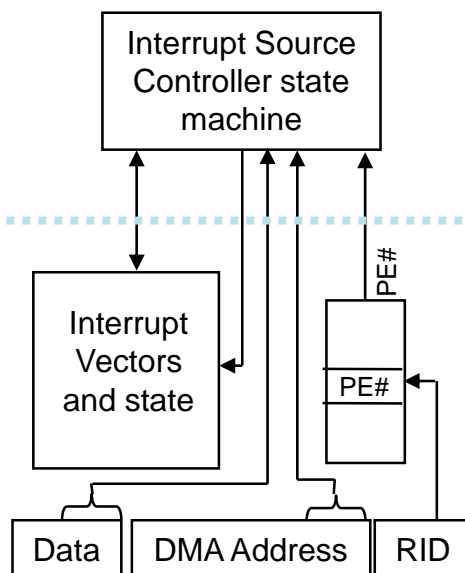 Interrupt Source
Controller state
machine
PE#
Interrupt
Vectors
and state
PE#
Data
DMA Address
RID